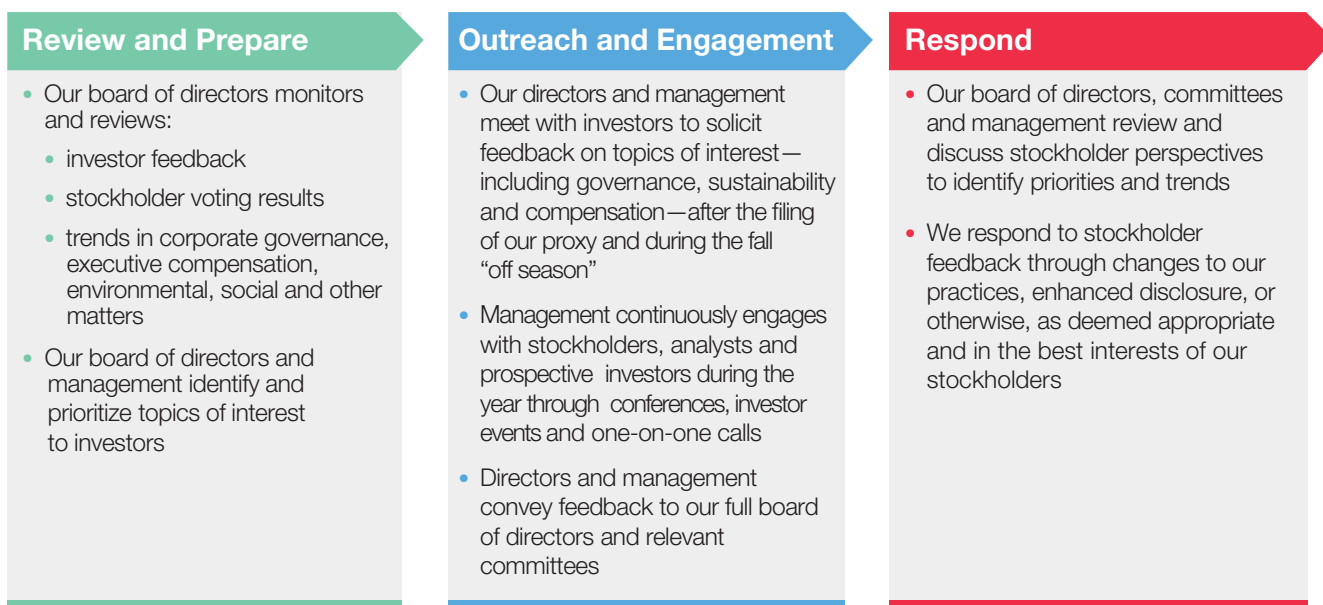 Review and Prepare
• Our board of directors monitors
and reviews:
• investor feedback
• stockholder voting results
• trends in corporate governance,
executive compensation,
environmental, social and other
matters
• Our board of directors and
management identify and
prioritize topics of interest
to investors
Outreach and Engagement
• Our directors and management
meet with investors to solicit
feedback on topics of interest—
including governance, sustainability
and compensation—after the filing
of our proxy and during the fall
“off season”
• Management continuously engages
with stockholders, analysts and
prospective investors during the
year through conferences, investor
events and one-on-one calls
• Directors and management
convey feedback to our full board
of directors and relevant
committees
Respond
• Our board of directors, committees
and management review and
discuss stockholder perspectives
to identify priorities and trends
• We respond to stockholder
feedback through changes to our
practices, enhanced disclosure, or
otherwise, as deemed appropriate
and in the best interests of our
stockholders